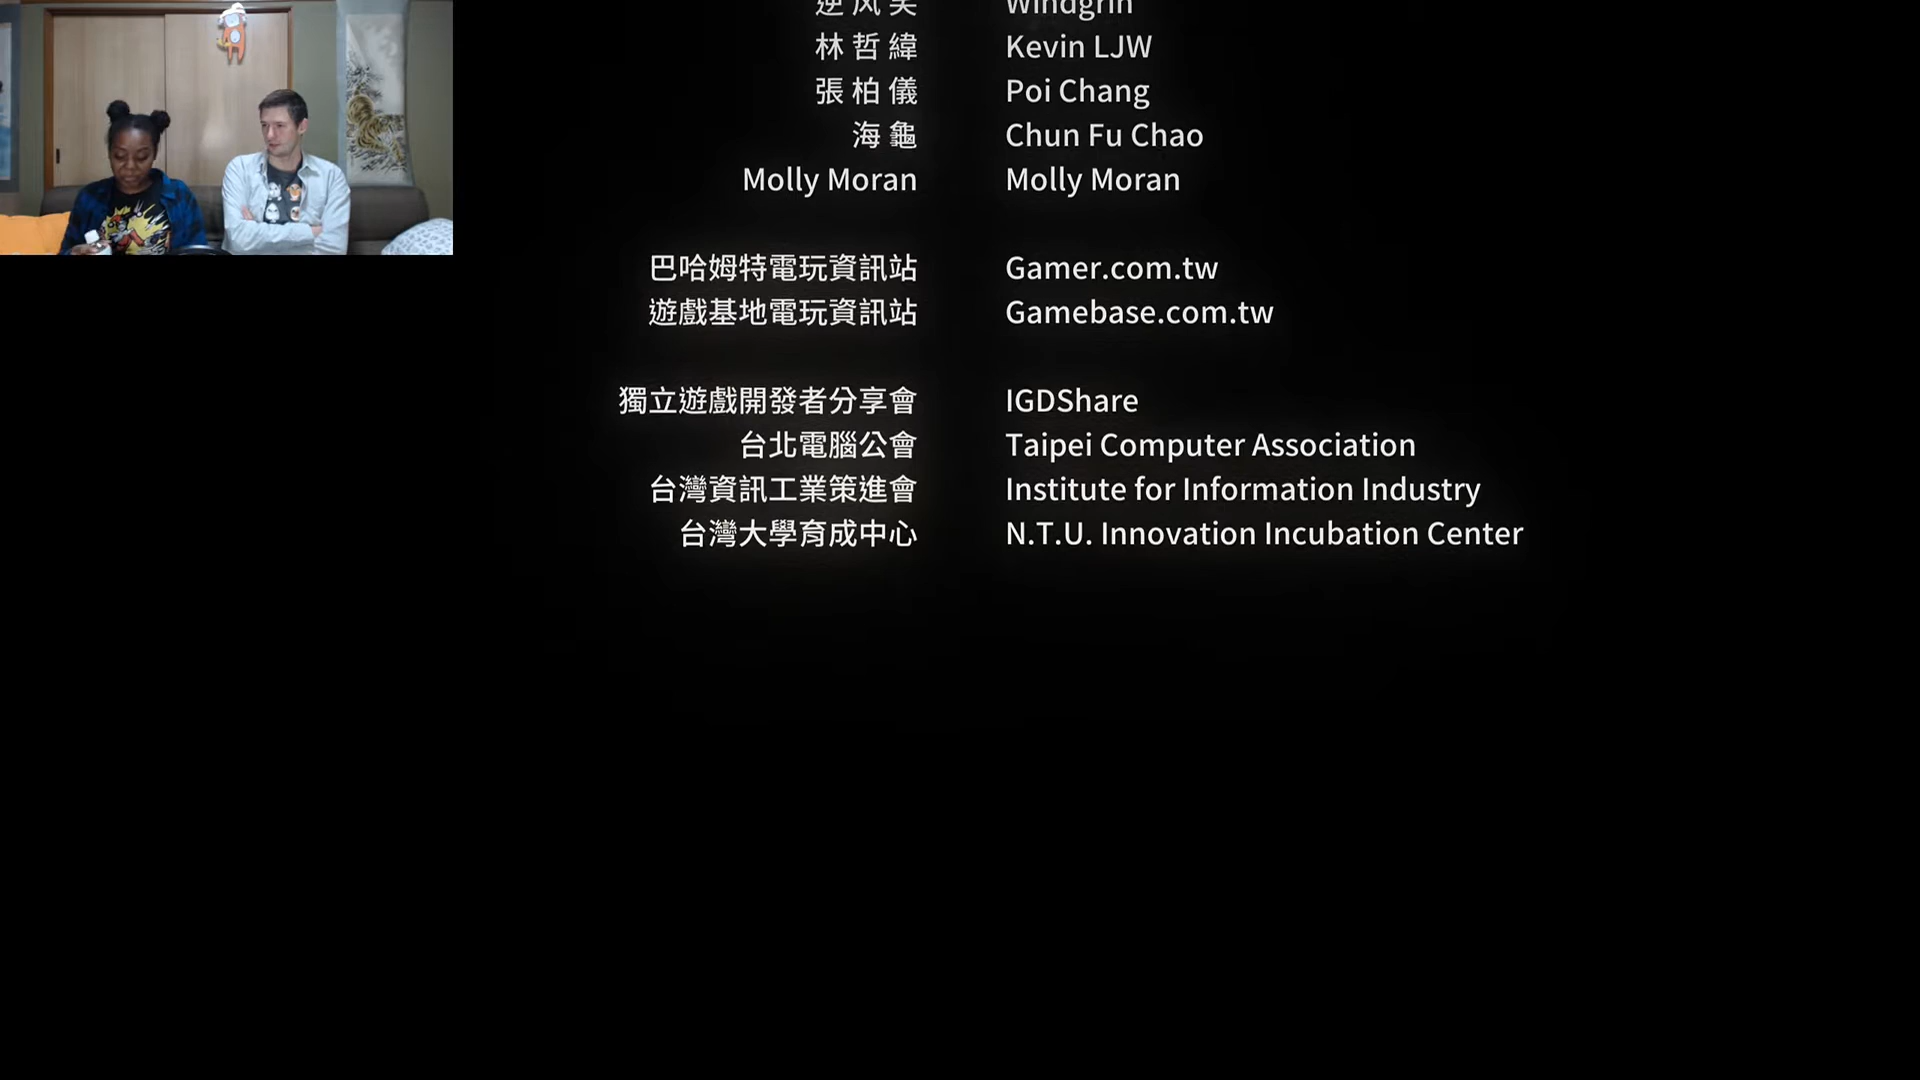 逆风笑 Windgrin
林哲緯 Kevin LJW
張柏儀 Poi Chang
海龜 Chun Fu Chao
Molly Moran Molly Moran
巴哈姆特電玩資訊站 Gamer.com.tw
遊戲基地電玩資訊站 Gamebase.com.tw
獨立遊戲開發者分享會 IGDShare
台北電腦公會 Taipei Computer Association
台灣資訊工業策進會 Institute for Information Industry
台灣大學育成中心 N.T.U. Innovation Incubation Center